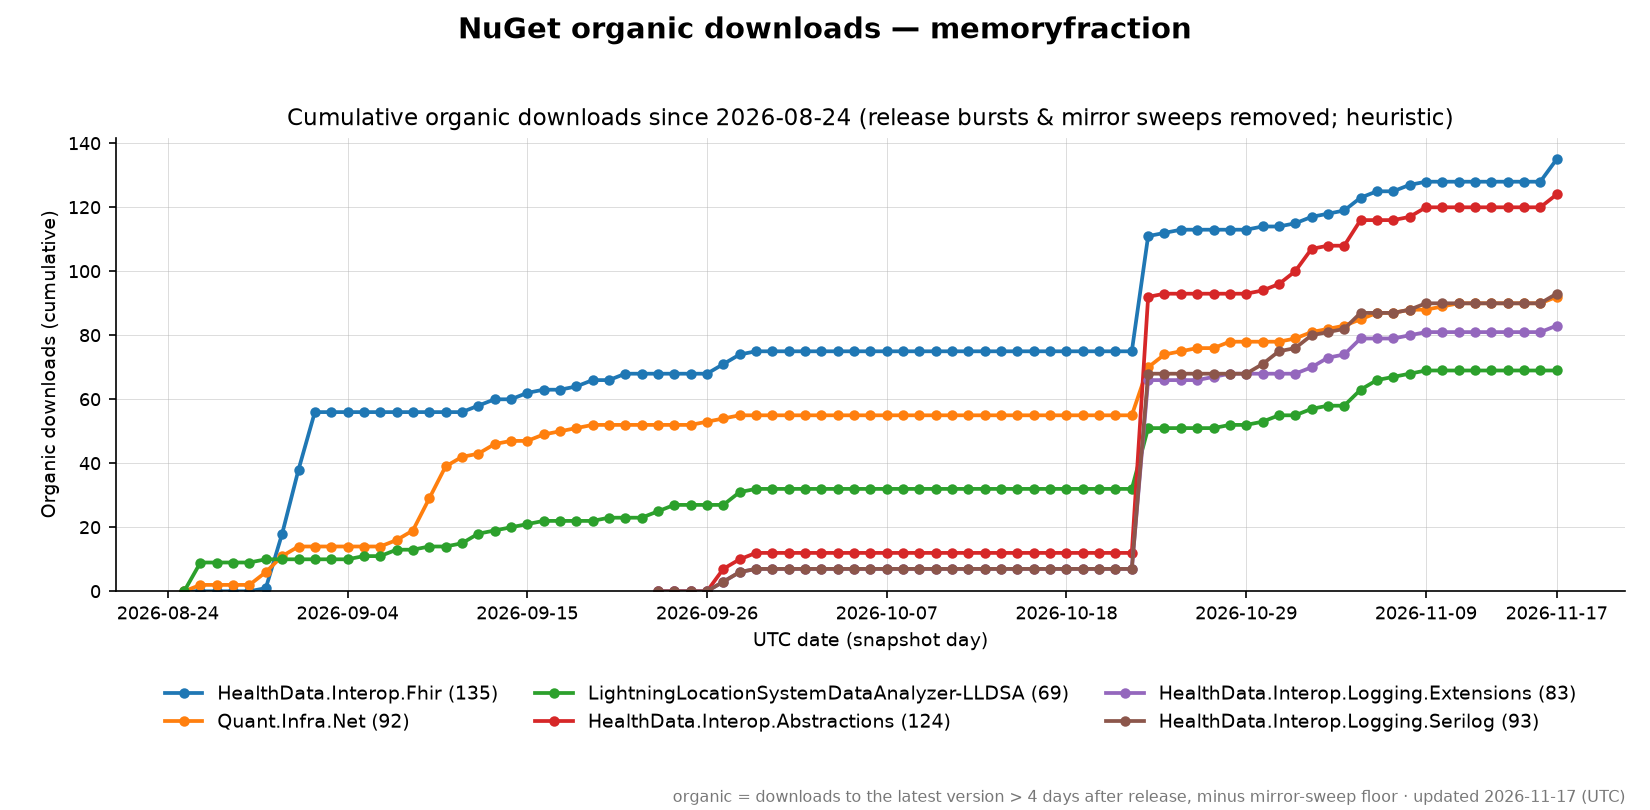 NuGet organic downloads — memoryfraction
Cumulative organic downloads since 2026-08-24 (release bursts & mirror sweeps removed; heuristic)
Organic downloads (cumulative)
140
120
100
80
60
40
20
0
2026-08-24 2026-09-04 2026-09-15 2026-09-26 2026-10-07 2026-10-18 2026-10-29 2026-11-09 2026-11-17
UTC date (snapshot day)
HealthData.Interop.Fhir (135) LightningLocationSystemDataAnalyzer-LLDSA (69) HealthData.Interop.Logging.Extensions (83)
Quant.Infra.Net (92) HealthData.Interop.Abstractions (124) HealthData.Interop.Logging.Serilog (93)
organic = downloads to the latest version > 4 days after release, minus mirror-sweep floor · updated 2026-11-17 (UTC)